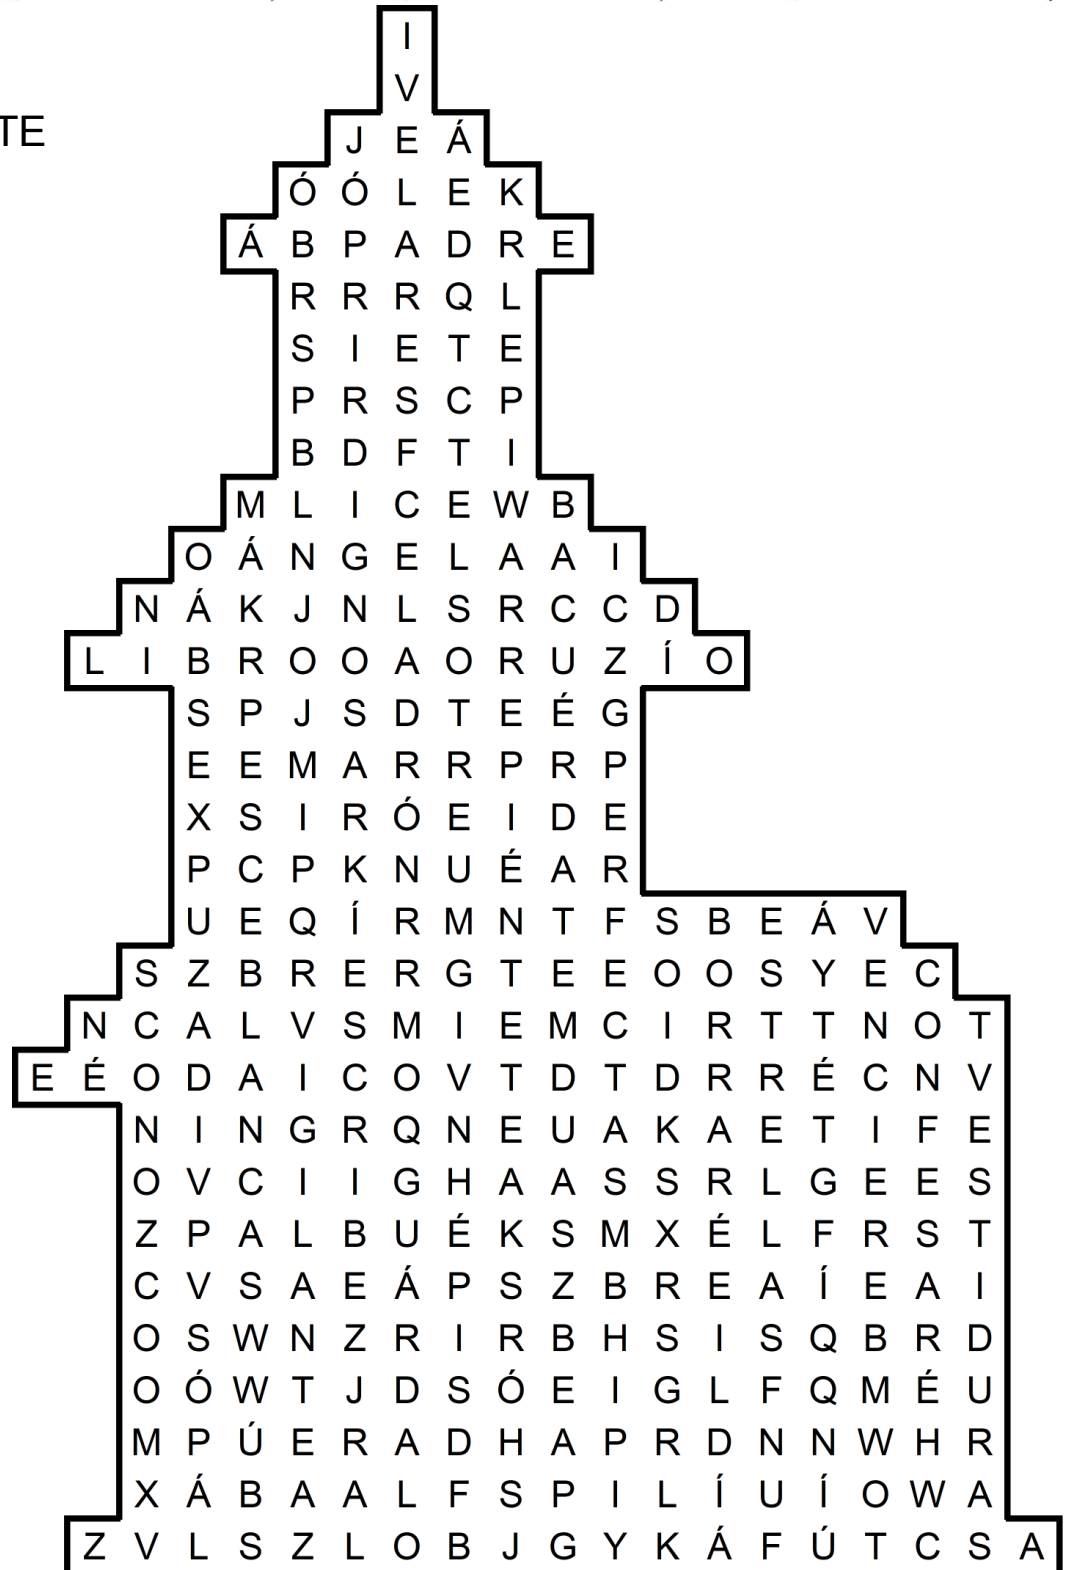 I
V
TE
J E Á
Ó Ó L E K
Á B P A D R E
R R R Q L
S I E T E
P R S C P
B D F T I
M L I C E W B
O Á N G E L A A I
N Á K J N L S R C C D
L I B R O O A O R U Z Í O
S P J S D T E É G
E E M A R R P R P
X S I R Ó E I D E
P C P K N U É A R
U E Q Í R M N T F S B E Á V
S Z B R E R G T E E O O S Y E C
N C A L V S M I E M C I R T T N O T
E É O D A I C O V T D T D R R É C N V
N I N G R Q N E U A K A E T I F E
O V C I I G H A A S S R L G E E S
Z P A L B U É K S M X É L F R S T
C V S A E Á P S Z B R E A Í E A I
O S W N Z R I R B H S I S Q B R D
O Ó W T J D S Ó E I G L F Q M É U
M P Ú E R A D H A P R D N N W H R
X Á B A A L F S P I L Í U Í O W A
Z V L S Z L O B J G Y K Á F Ú T C S A